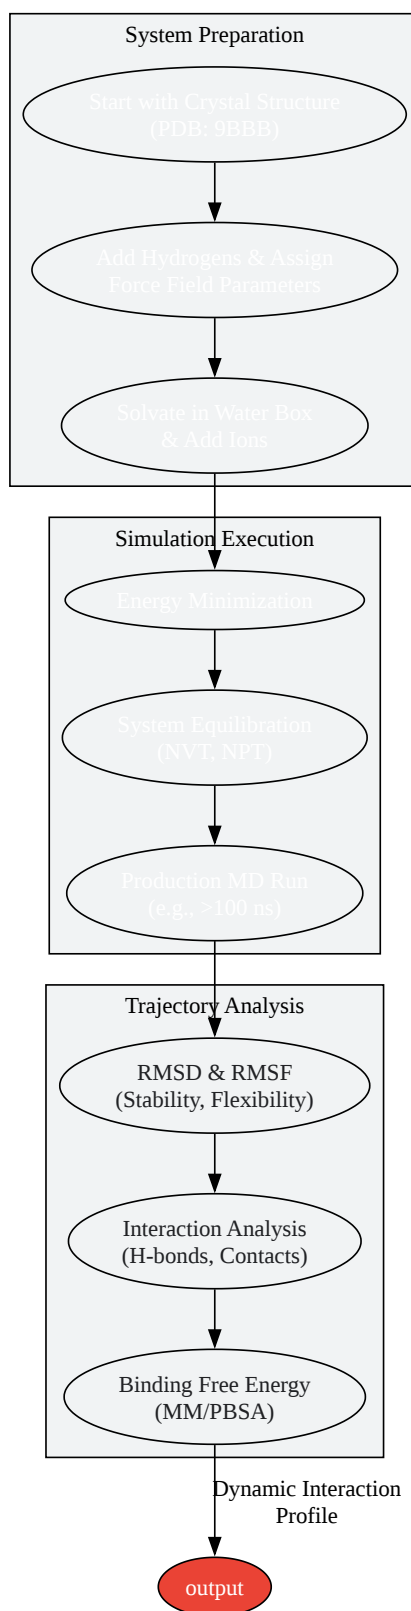 System Preparation
Start with Crystal Structure
(PDB: 9BBB)
Add Hydrogens & Assign
Force Field Parameters
Solvate in Water Box
& Add Ions
Simulation Execution
Energy Minimization
System Equilibration
(NVT, NPT)
Production MD Run
(e.g., >100 ns)
Trajectory Analysis
RMSD & RMSF
(Stability, Flexibility)
Interaction Analysis
(H-bonds, Contacts)
Binding Free Energy
(MM/PBSA)
Dynamic Interaction
Profile
output